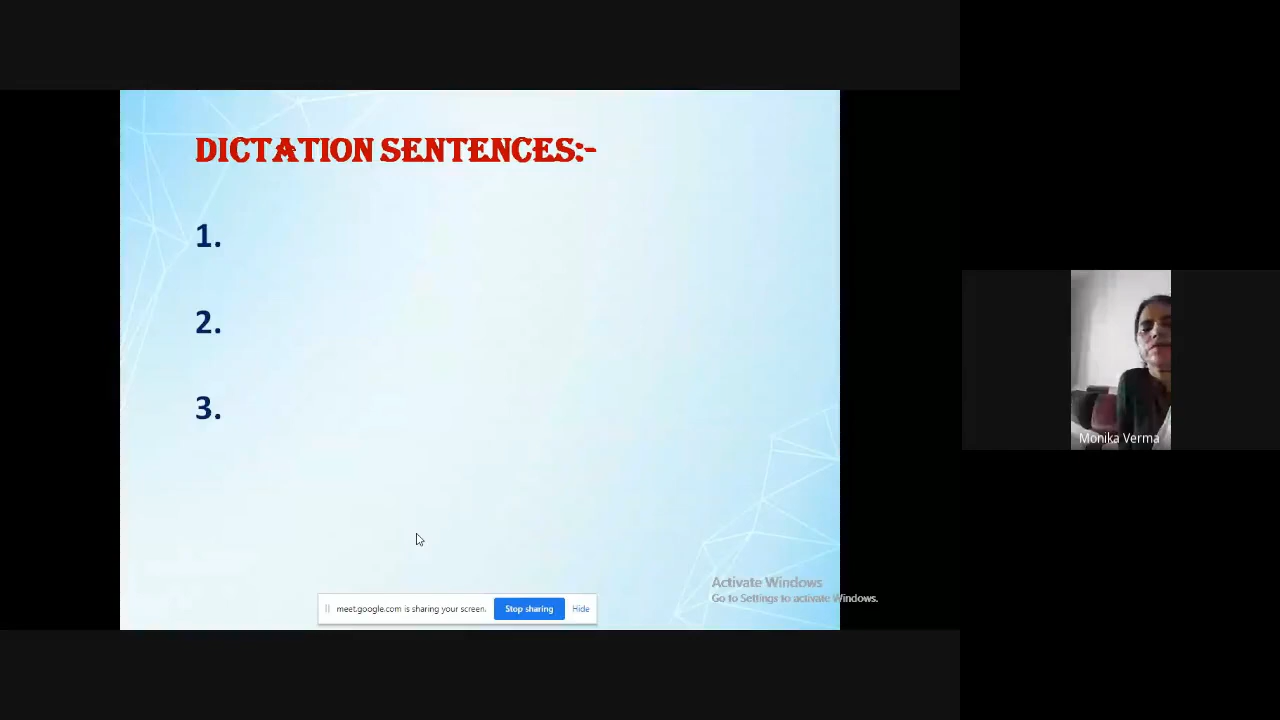 DICTATION SENTENCES:-
1.
2.
3.
Monika Verma
Activate Windows
Go to Settings to activate Windows.
meet.google.com is sharing your screen.
Stop sharing
Hide